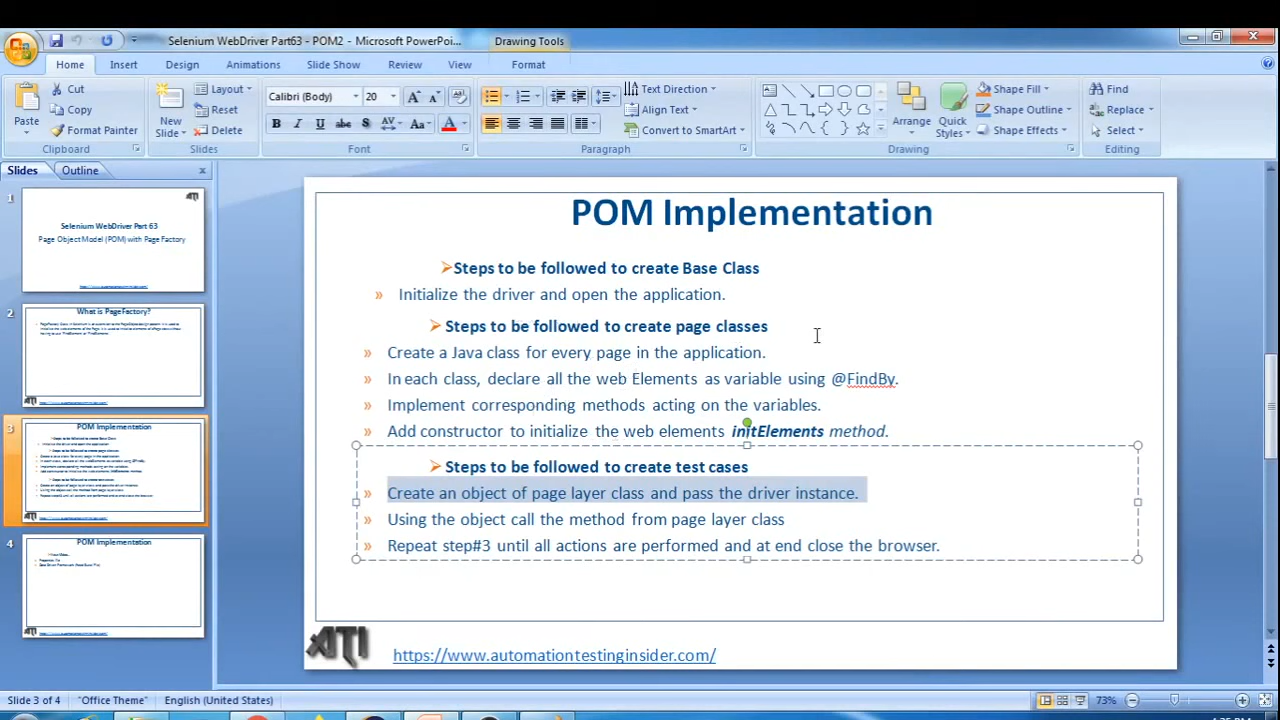 Selenium WebDriver Part63 - POM2 - Microsoft PowerPoi...
Drawing Tools
Home
Insert
Design
Animations
Slide Show
Review
View
Format
Paste
Cut
Copy
Format Painter
Clipboard
New Slide
Layout
Reset
Delete
Slides
Calibri (Body)
20
B I U abc S AV Aa A
Font
Text Direction
Align Text
Convert to SmartArt
Paragraph
Arrange
Quick Styles
Shape Fill
Shape Outline
Shape Effects
Drawing
Find
Replace
Select
Editing
Slides
Outline
1
Selenium WebDriver Part 63
Page Object Model (POM) with Page Factory
2
What is PageFactory?
3
POM Implementation
4
POM Implementation
POM Implementation
Steps to be followed to create Base Class
» Initialize the driver and open the application.
Steps to be followed to create page classes
» Create a Java class for every page in the application.
» In each class, declare all the web Elements as variable using @FindBy.
» Implement corresponding methods acting on the variables.
» Add constructor to initialize the web elements initElements method.
Steps to be followed to create test cases
» Create an object of page layer class and pass the driver instance.
» Using the object call the method from page layer class
» Repeat step#3 until all actions are performed and at end close the browser.
ATI
https://www.automationtestinginsider.com/
Slide 3 of 4
"Office Theme"
English (United States)
73%